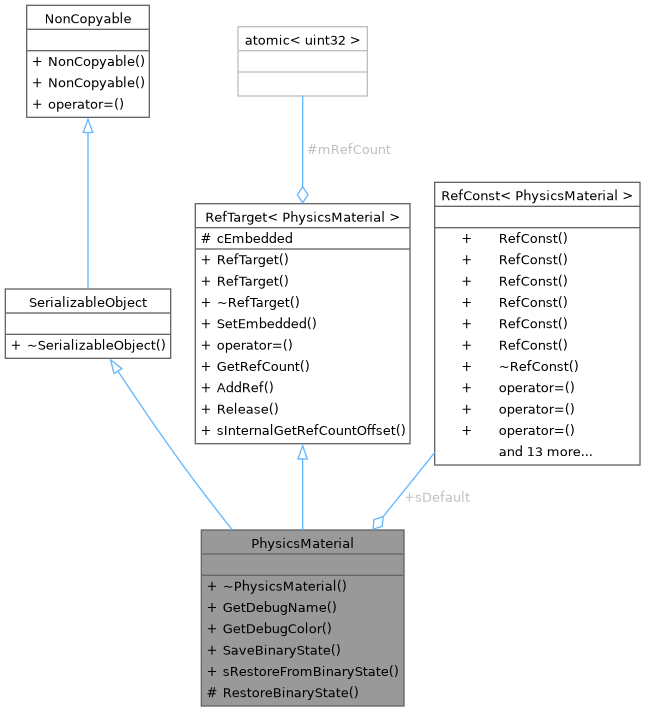 NonCopyable
+ NonCopyable()
+ NonCopyable()
+ operator=()
atomic< uint32 >
#mRefCount
RefTarget< PhysicsMaterial >
# cEmbedded
+ RefTarget()
+ RefTarget()
+ ~RefTarget()
+ SetEmbedded()
+ operator=()
+ GetRefCount()
+ AddRef()
+ Release()
+ sInternalGetRefCountOffset()
RefConst< PhysicsMaterial >
+ RefConst()
+ RefConst()
+ RefConst()
+ RefConst()
+ RefConst()
+ RefConst()
+ ~RefConst()
+ operator=()
+ operator=()
+ operator=()
and 13 more...
SerializableObject
+ ~SerializableObject()
+sDefault
PhysicsMaterial
+ ~PhysicsMaterial()
+ GetDebugName()
+ GetDebugColor()
+ SaveBinaryState()
+ sRestoreFromBinaryState()
# RestoreBinaryState()